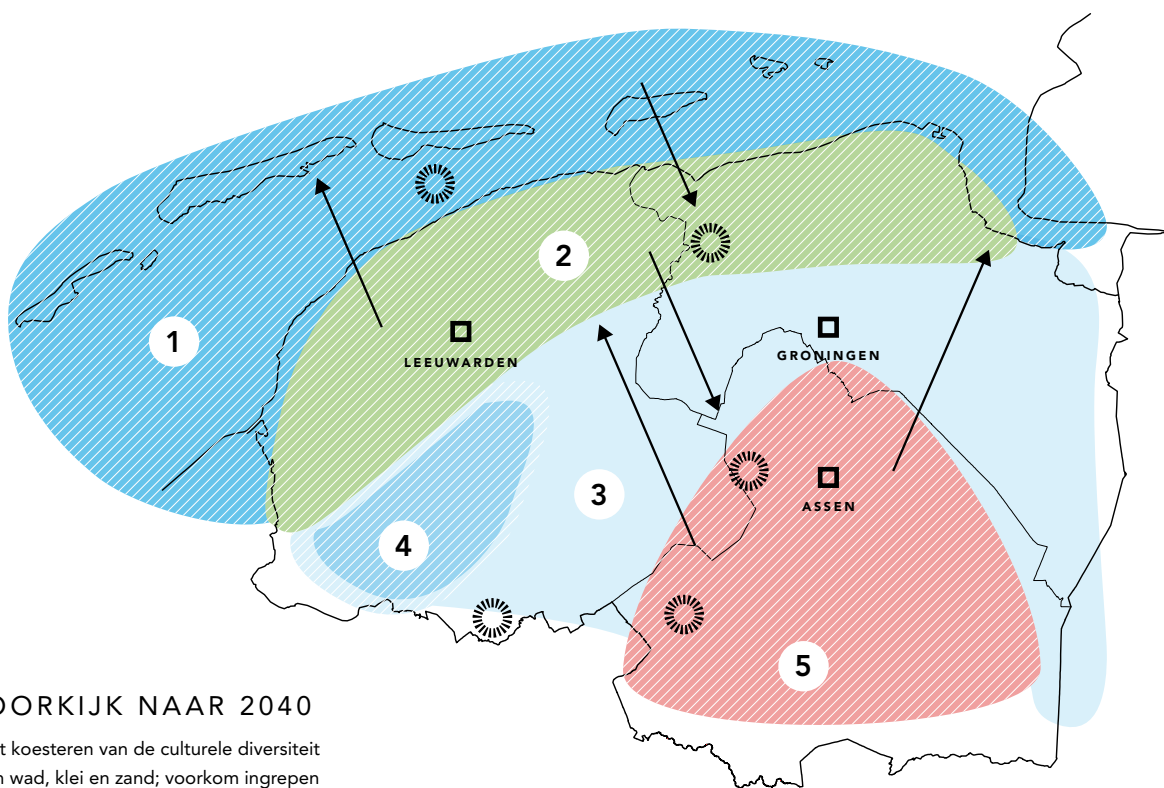 2
1
LEEUWARDEN
GRONINGEN
3
ASSEN
4
5
OORKIJK NAAR 2040
t koesteren van de culturele diversiteit
n wad, klei en zand; voorkom ingrepen